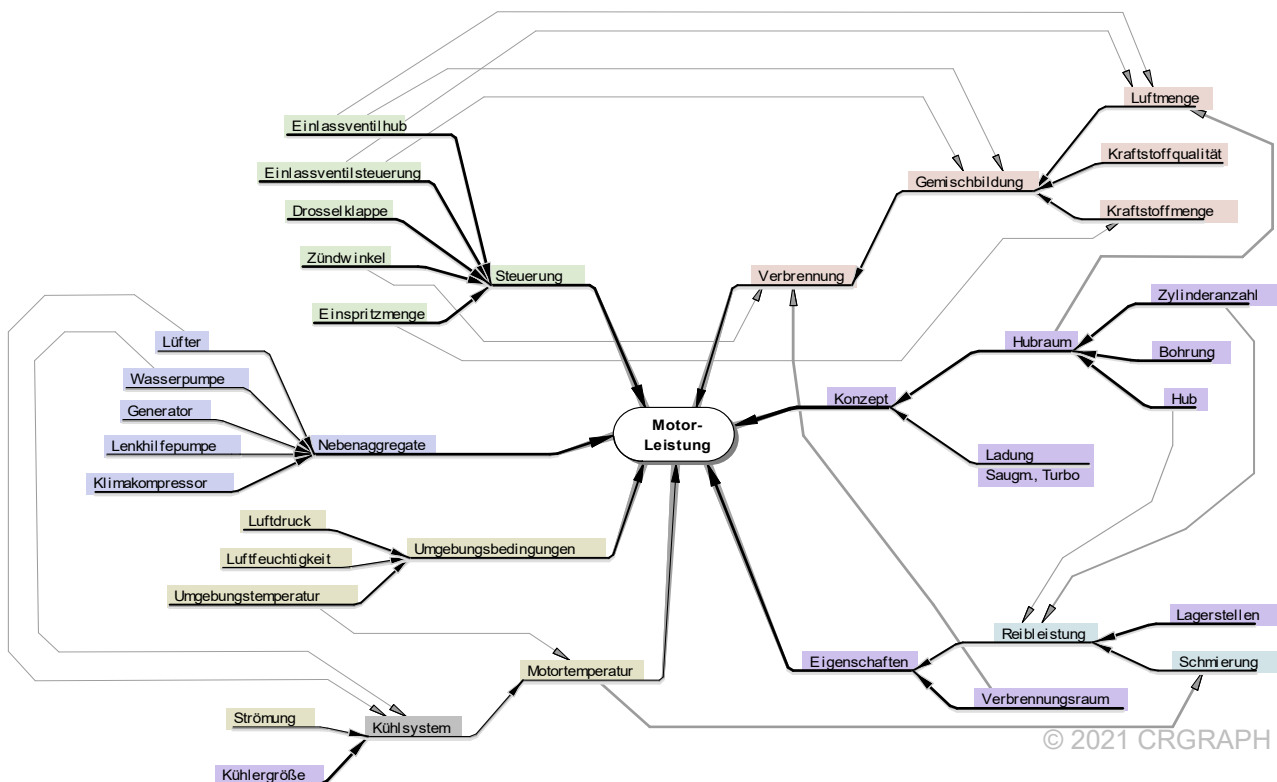 Luftmenge
Einlassventilhub
Kraftstoffqualität
Einlassventilsteuerung
Gemischbildung
Drosselklappe
Kraftstoffmenge
Zündwinkel
Steuerung
Verbrennung
Zylinderanzahl
Einspritzmenge
Lüfter
Hubraum
Bohrung
Wasserpumpe
Konzept
Hub
Generator
Motor-
Leistung
Lenkhilfepumpe
Nebenaggregate
Ladung
Saugm., Turbo
Klimakompressor
Luftdruck
Umgebungsbedingungen
Luftfeuchtigkeit
Umgebungstemperatur
Lagerstellen
Reibleistung
Eigenschaften
Schmierung
Motortemperatur
Verbrennungsraum
Strömung
Kühlsystem
© 2021 CRGRAPH
Kühlergröße